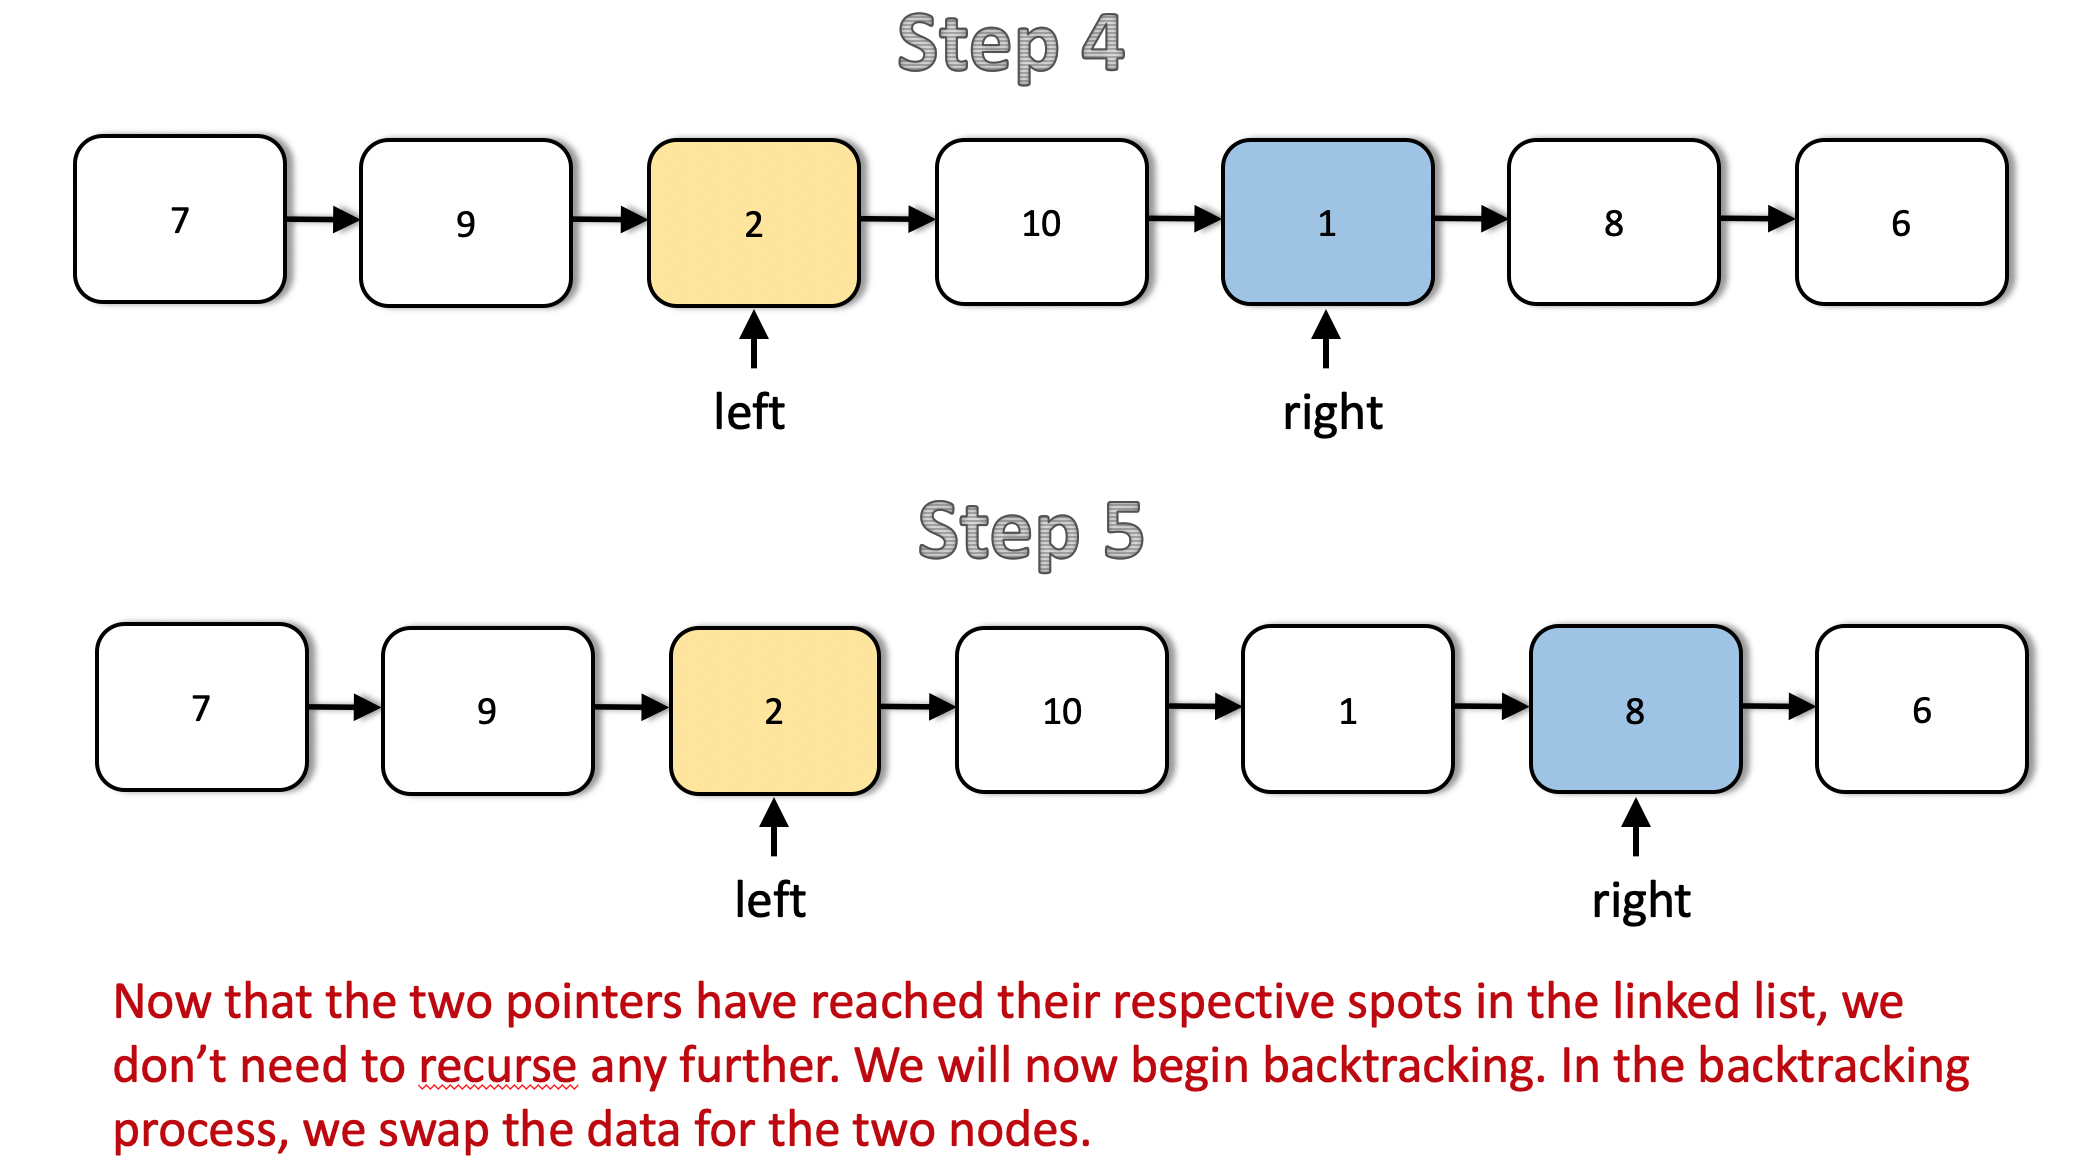 Step 4
7 9 2 10 1 8 6
left right
Step 5
7 9 2 10 1 8 6
left right
Now that the two pointers have reached their respective spots in the linked list, we
don’t need to recurse any further. We will now begin backtracking. In the backtracking
process, we swap the data for the two nodes.